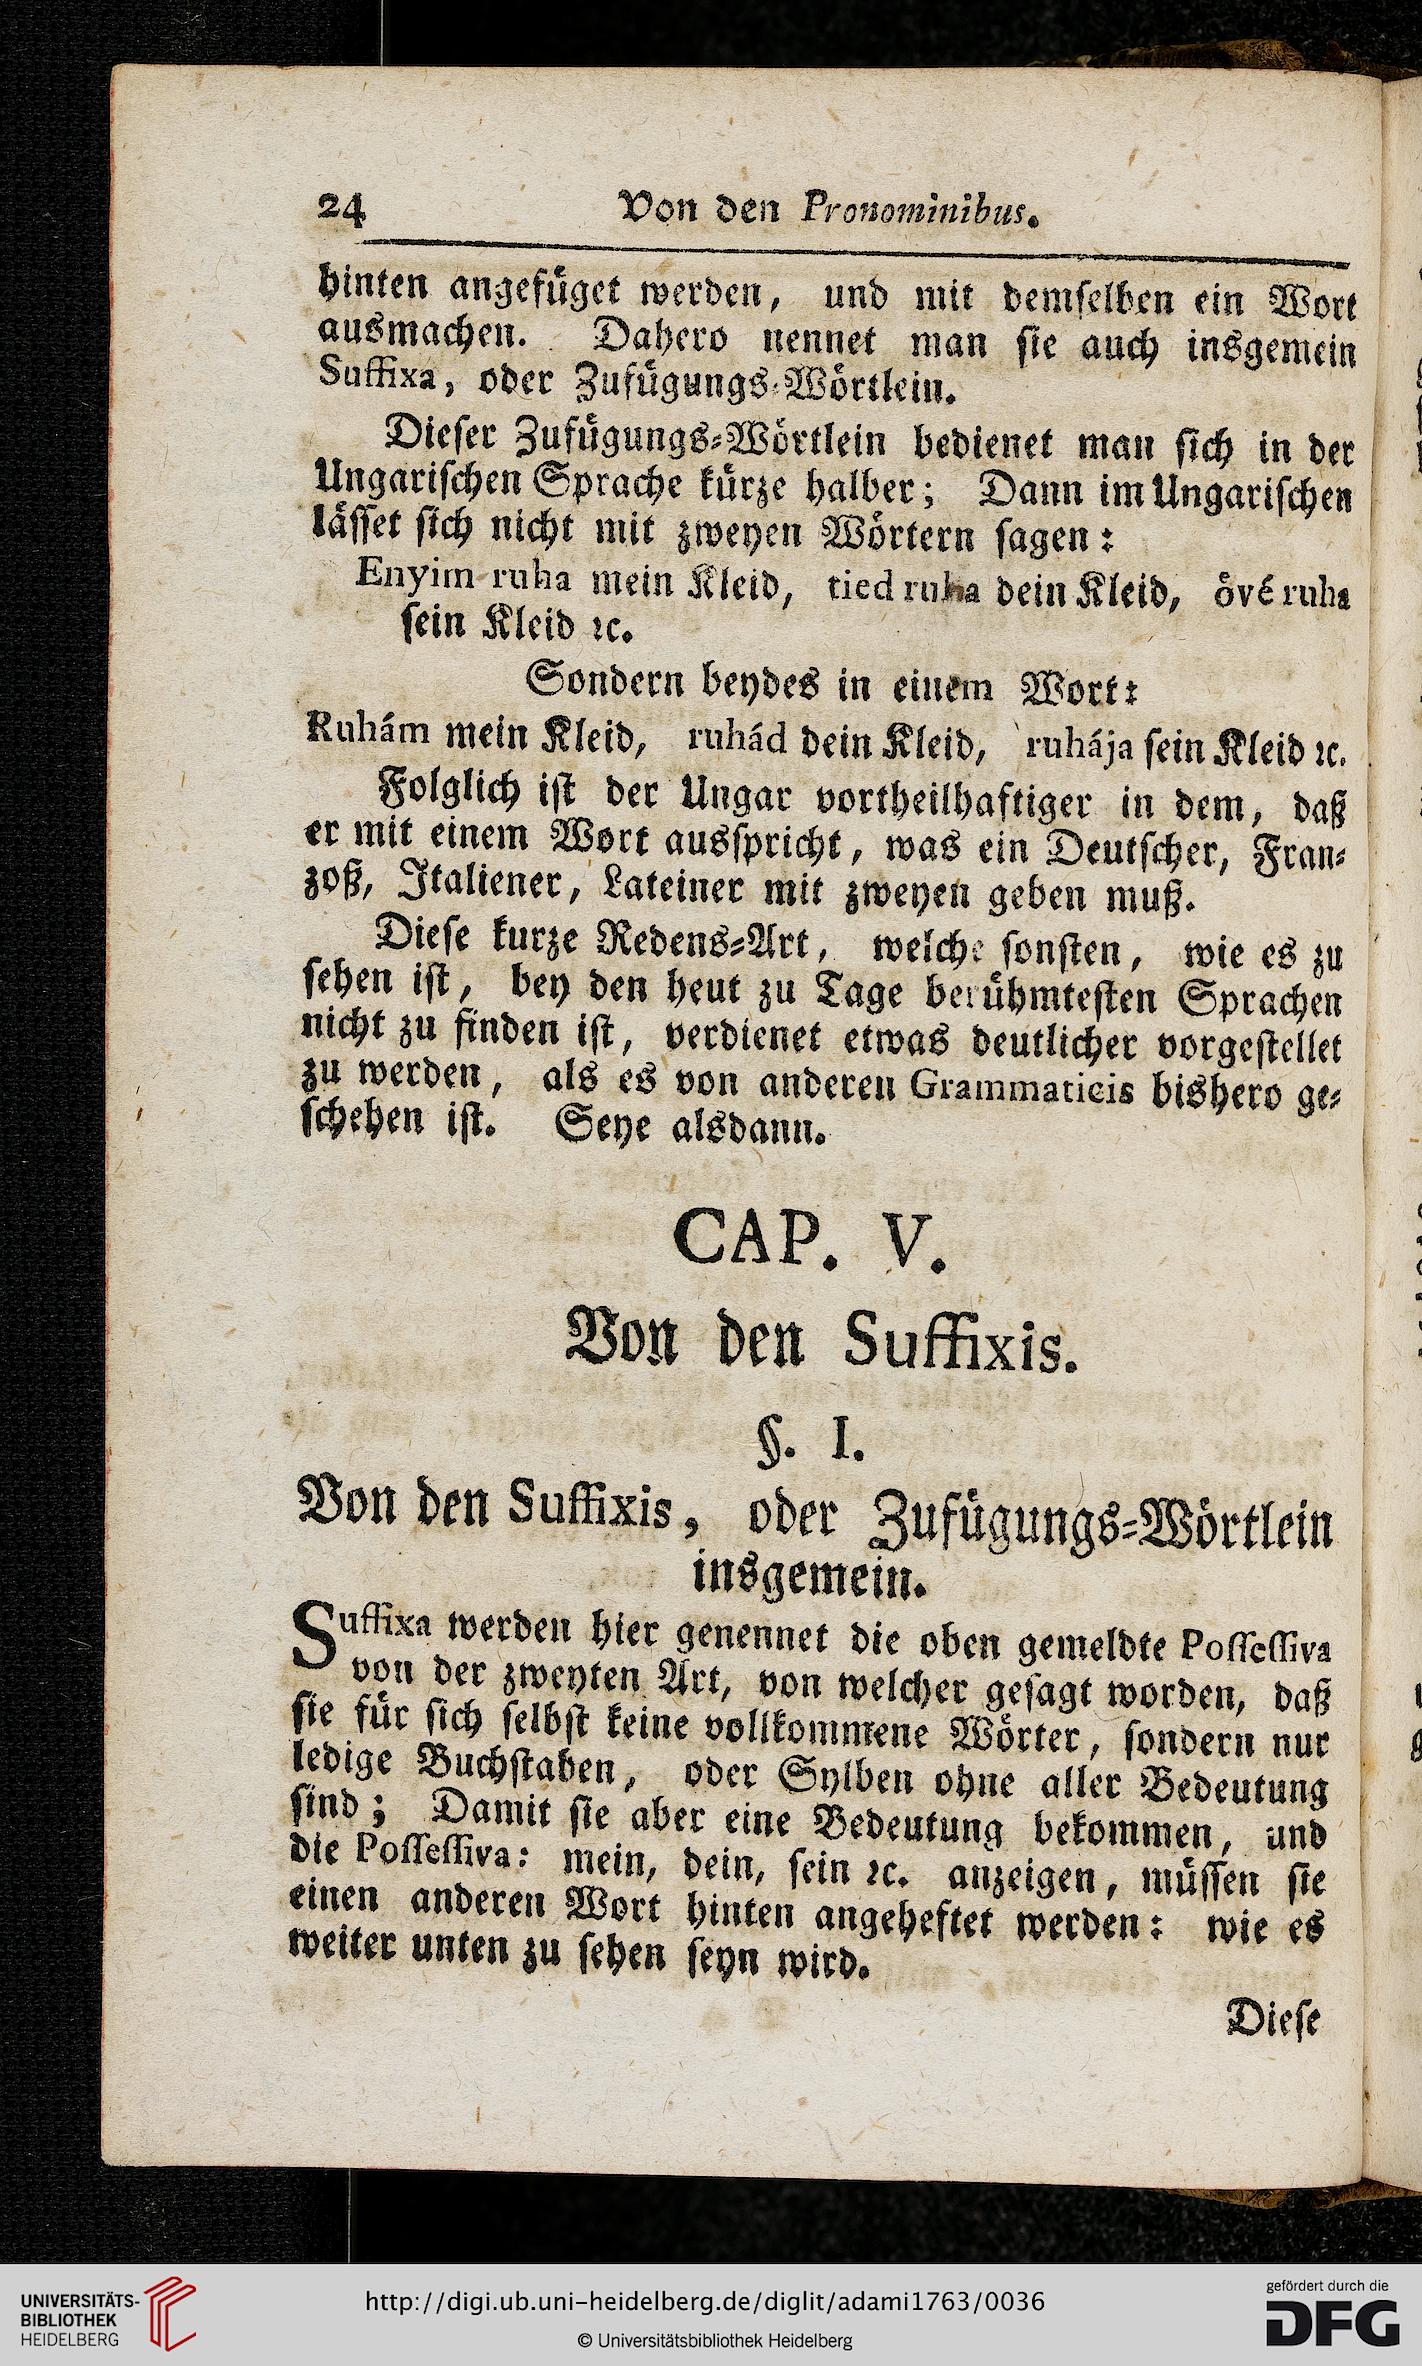 24 Von den Pronominibus.
hinten angefüget werden, und mit demſelben ein Wort
ausmachen. Dahero nennet man ſie auch insgemein
Suffixa, oder Zufügungs-Wörtlein.
Dieſer Zufügungs-Wörtlein bedienet man ſich in der
Ungariſchen Sprache kürze halber; Dann im Ungariſchen
läſſet ſich nicht mit zweyen Wörtern ſagen:
Enyim ruha mein Kleid, tied ruha dein Kleid, övé ruha
ſein Kleid ꝛc.
Sondern beydes in einem Wort:
Ruhám mein Kleid, ruhád dein Kleid, ruhája ſein Kleid ꝛc.
Folglich iſt der Ungar vortheilhaftiger in dem, daß
er mit einem Wort ausſpricht, was ein Deutſcher, Fran-
zoß, Italiener, Lateiner mit zweyen geben muß.
Dieſe kurze Redens-Art, welche ſonſten, wie es zu
ſehen iſt, bey den heut zu Tage berühmteſten Sprachen
nicht zu finden iſt, verdienet etwas deutlicher vorgeſtellet
zu werden, als es von anderen Grammaticis bishero ge-
ſchehen iſt. Seye alsdann.
CAP. V.
Von den Suffixis.
§. I.
Von den Suffixis, oder Zufügungs-Wörtlein
insgemein.
Suffixa werden hier genennet die oben gemeldte Poſſeſſiva
von der zweyten Art, von welcher geſagt worden, daß
ſie für ſich ſelbſt keine vollkommene Wörter, ſondern nur
ledige Buchſtaben, oder Sylben ohne aller Bedeutung
ſind; Damit ſie aber eine Bedeutung bekommen, und
die Poſſeſſiva: mein, dein, ſein ꝛc. anzeigen, müſſen ſie
einen anderen Wort hinten angeheftet werden: wie es
weiter unten zu ſehen ſeyn wird.
Dieſe
UNIVERSITÄTS-
BIBLIOTHEK
HEIDELBERG
http://digi.ub.uni-heidelberg.de/diglit/adami1763/0036
© Universitätsbibliothek Heidelberg
gefördert durch die
DFG